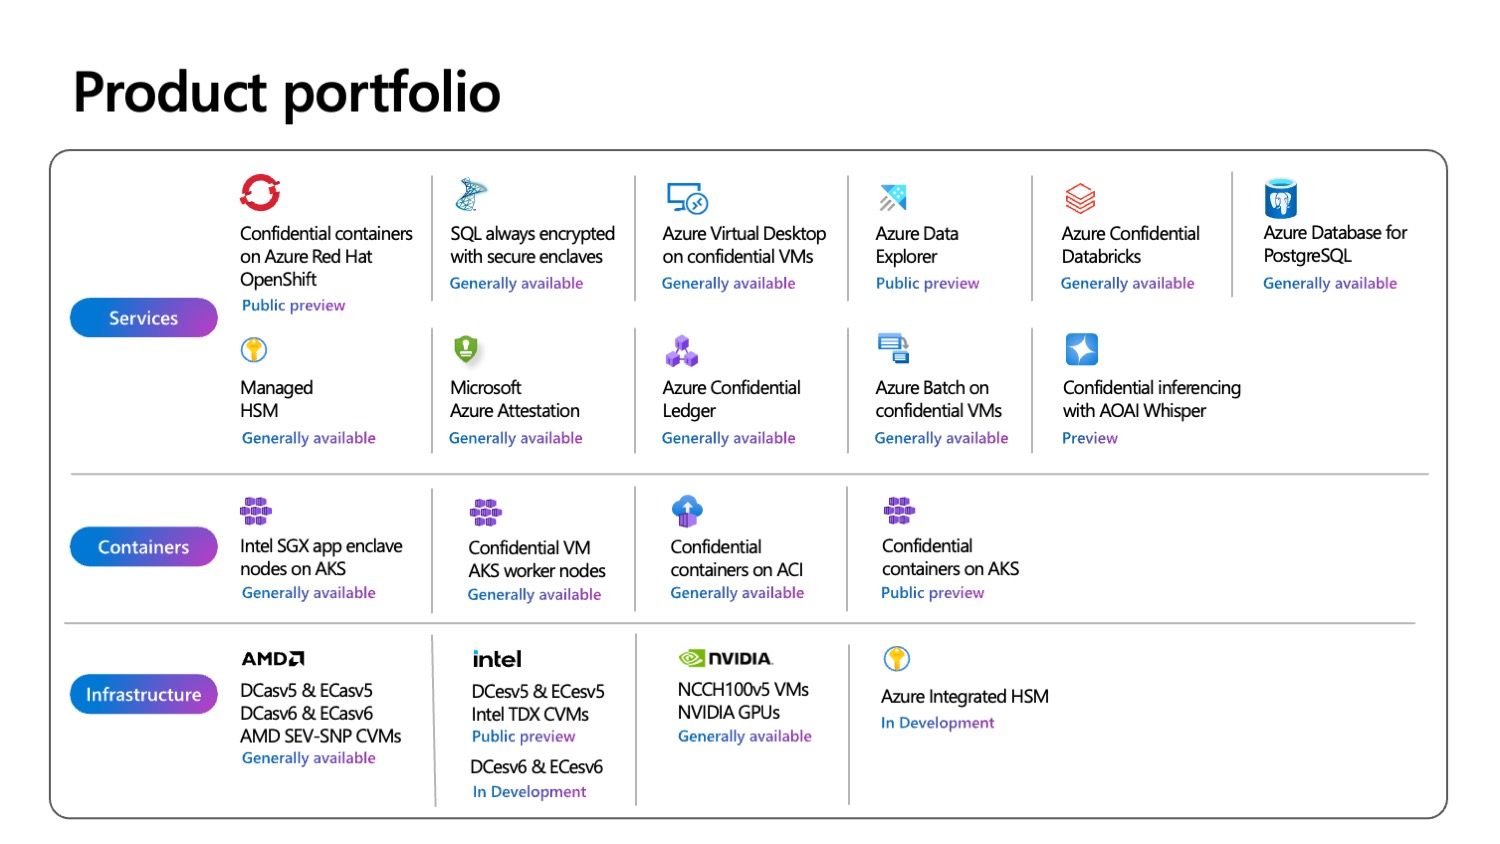 Product portfolio
Services
Confidential containers
on Azure Red Hat
OpenShift
Public preview
SQL always encrypted
with secure enclaves
Generally available
Azure Virtual Desktop
on confidential VMs
Generally available
Azure Data
Explorer
Public preview
Azure Confidential
Databricks
Generally available
Azure Database for
PostgreSQL
Generally available
Managed
HSM
Generally available
Microsoft
Azure Attestation
Generally available
Azure Confidential
Ledger
Generally available
Azure Batch on
confidential VMs
Generally available
Confidential inferencing
with AOAI Whisper
Preview
Containers
Intel SGX app enclave
nodes on AKS
Generally available
Confidential VM
AKS worker nodes
Generally available
Confidential
containers on ACI
Generally available
Confidential
containers on AKS
Public preview
Infrastructure
AMD
DCasv5 & ECasv5
DCasv6 & ECasv6
AMD SEV-SNP CVMs
Generally available
intel
DCesv5 & ECesv5
Intel TDX CVMs
Public preview
DCesv6 & ECesv6
In Development
NVIDIA
NCCH100v5 VMs
NVIDIA GPUs
Generally available
Azure Integrated HSM
In Development